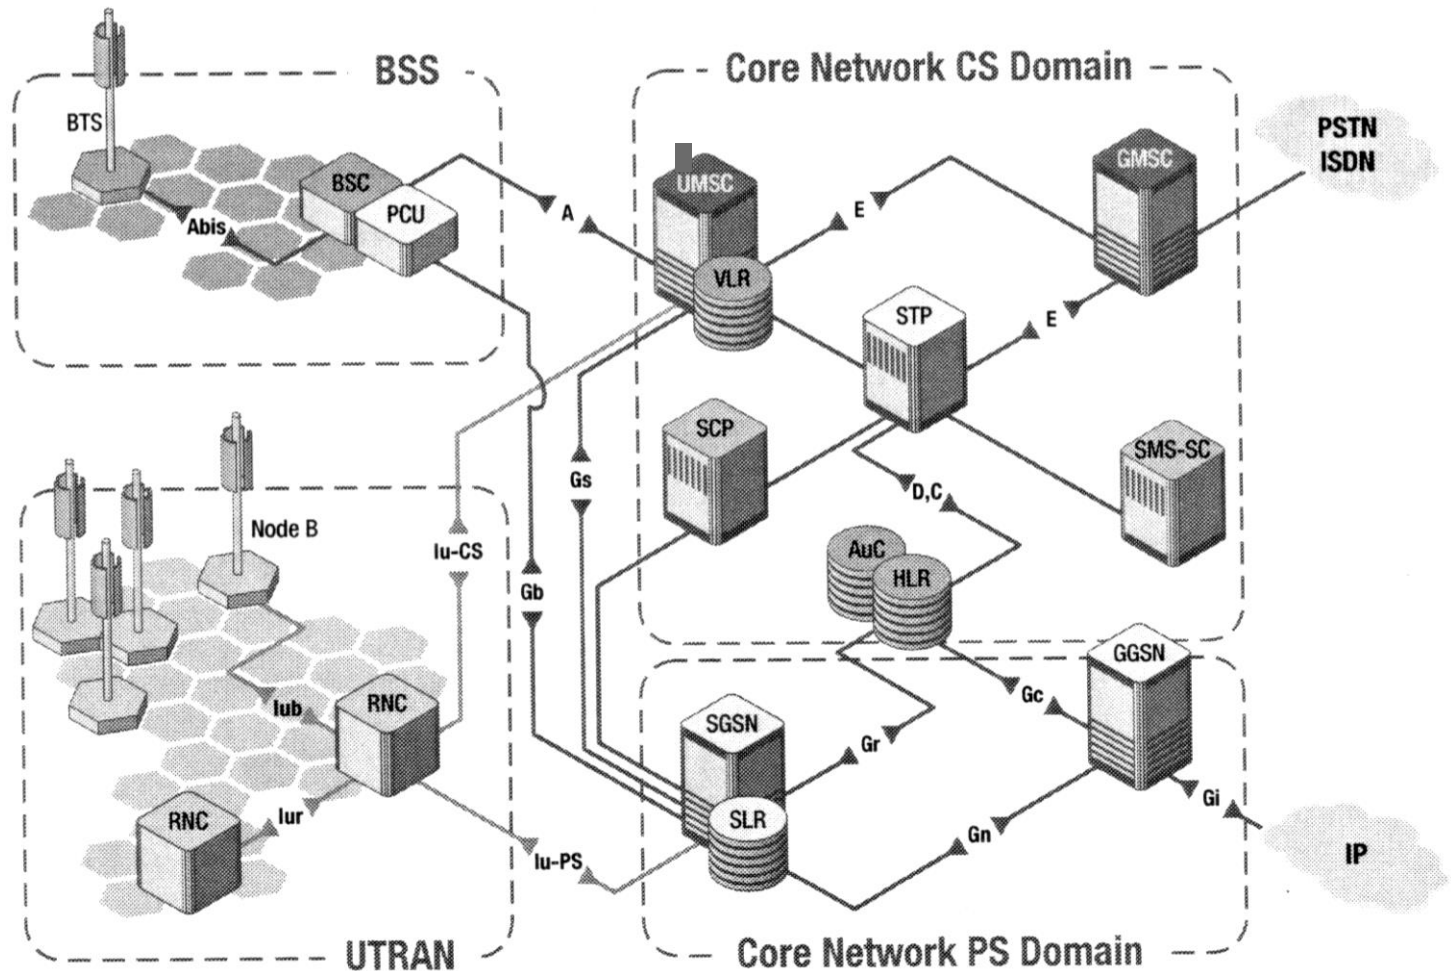 BSS
Core Network CS Domain
BTS
PSTN
ISDN
GMSC
BSC
UMSC
PCU
A
E
Abis
VLR
STP
E
SCP
SMS-SC
Gs
D,C
Node B
Iu-CS
AuC
HLR
Gb
GGSN
RNC
Iub
Gc
SGSN
Gr
Gi
RNC
Iur
SLR
Gn
Iu-PS
IP
UTRAN
Core Network PS Domain